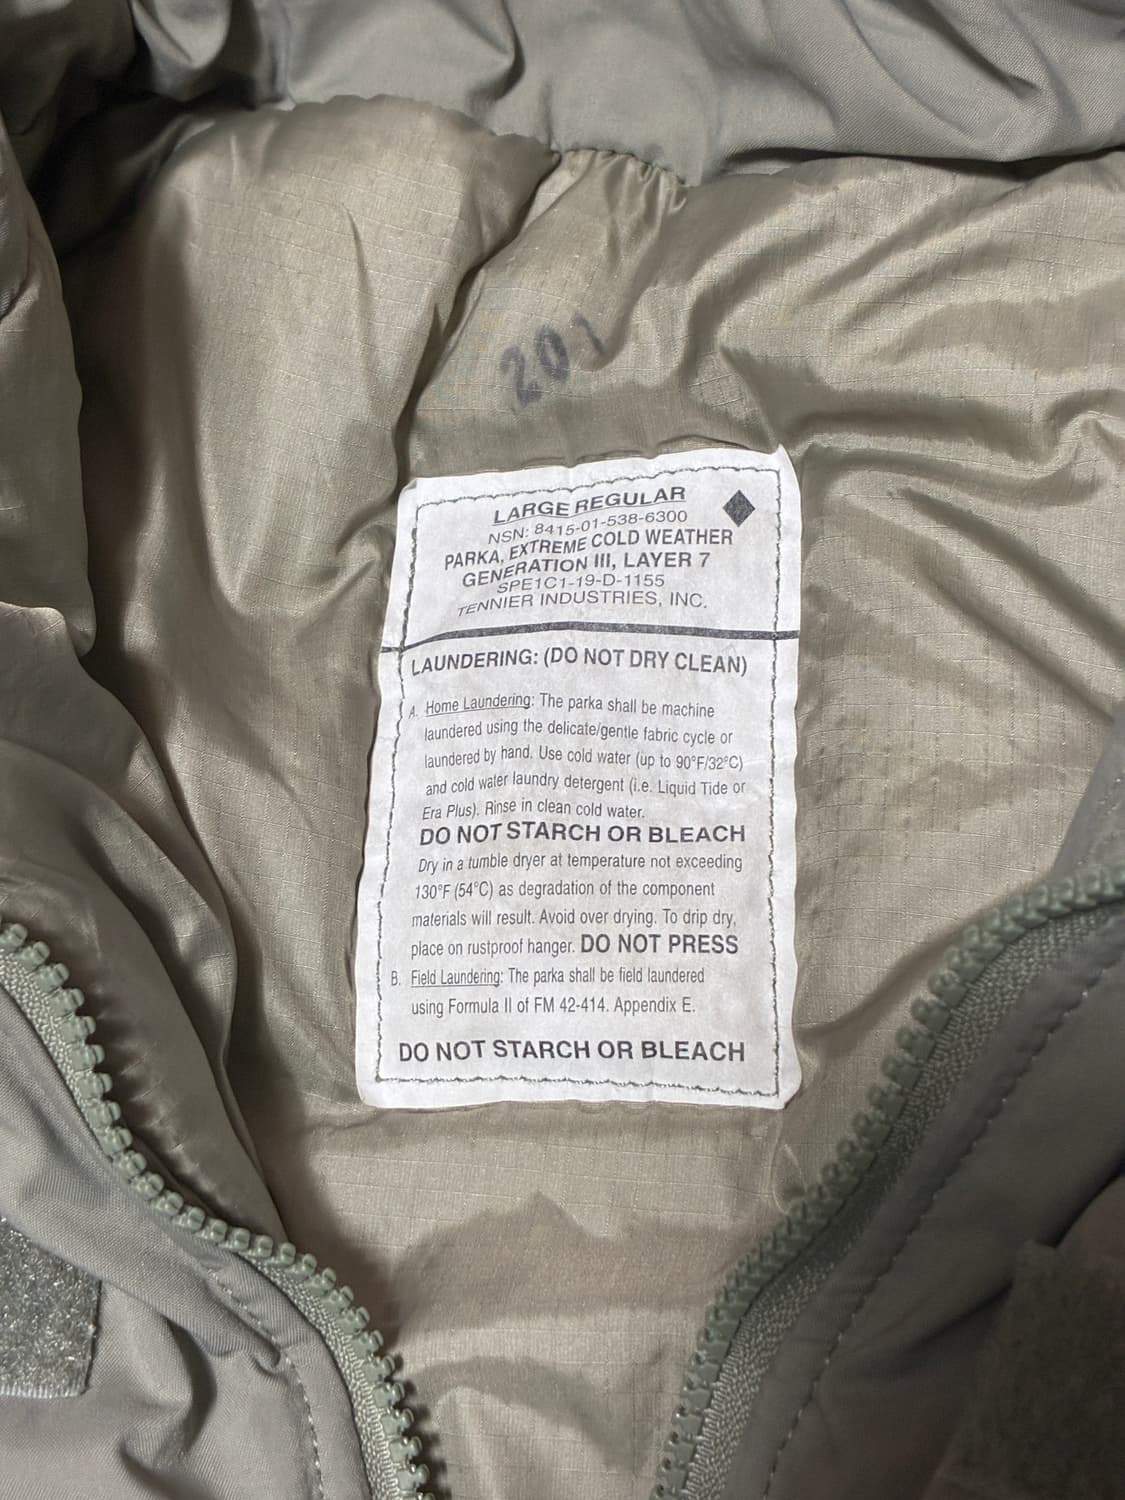 201
LARGE REGULAR
NSN: 8415-01-538-6300
PARKA, EXTREME COLD WEATHER
GENERATION III, LAYER 7
SPE1C1-19-D-1155
TENNIER INDUSTRIES, INC.
LAUNDERING: (DO NOT DRY CLEAN)
A. Home Laundering: The parka shall be machine
laundered using the delicate/gentle fabric cycle or
laundered by hand. Use cold water (up to 90°F/32°C)
and cold water laundry detergent (i.e. Liquid Tide or
Era Plus). Rinse in clean cold water.
DO NOT STARCH OR BLEACH
Dry in a tumble dryer at temperature not exceeding
130°F (54°C) as degradation of the component
materials will result. Avoid over drying. To drip dry,
place on rustproof hanger. DO NOT PRESS
B. Field Laundering: The parka shall be field laundered
using Formula II of FM 42-414. Appendix E.
DO NOT STARCH OR BLEACH